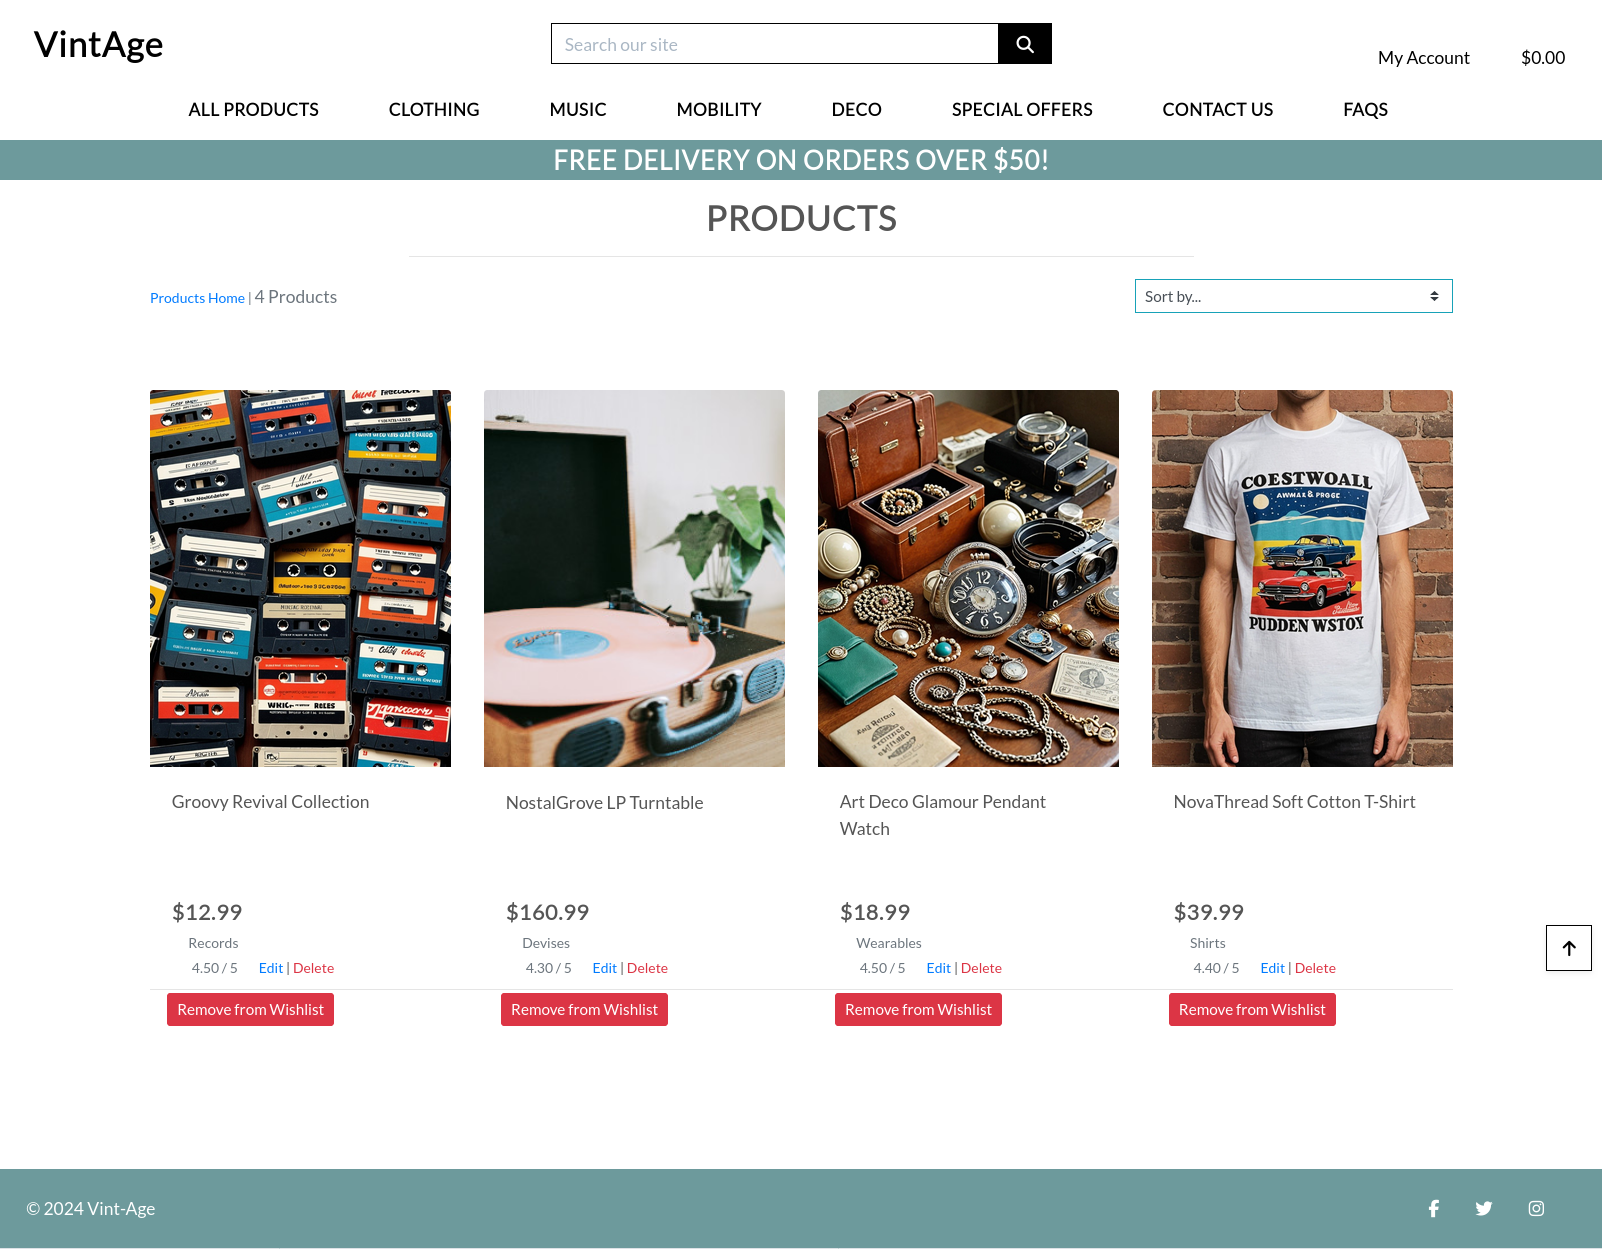 VintAge
Search our site
My Account
$0.00
ALL PRODUCTS
CLOTHING
MUSIC
MOBILITY
DECO
SPECIAL OFFERS
CONTACT US
FAQS
FREE DELIVERY ON ORDERS OVER $50!
PRODUCTS
Products Home | 4 Products
Sort by...
COESTWOALL
AWMAE & PRGGE
PUDDEN WSTOX
Groovy Revival Collection
NostalGrove LP Turntable
Art Deco Glamour Pendant
Watch
NovaThread Soft Cotton T-Shirt
$12.99
$160.99
$18.99
$39.99
Records
Devises
Wearables
Shirts
4.50 / 5 Edit | Delete
4.30 / 5 Edit | Delete
4.50 / 5 Edit | Delete
4.40 / 5 Edit | Delete
Remove from Wishlist
Remove from Wishlist
Remove from Wishlist
Remove from Wishlist
© 2024 Vint-Age